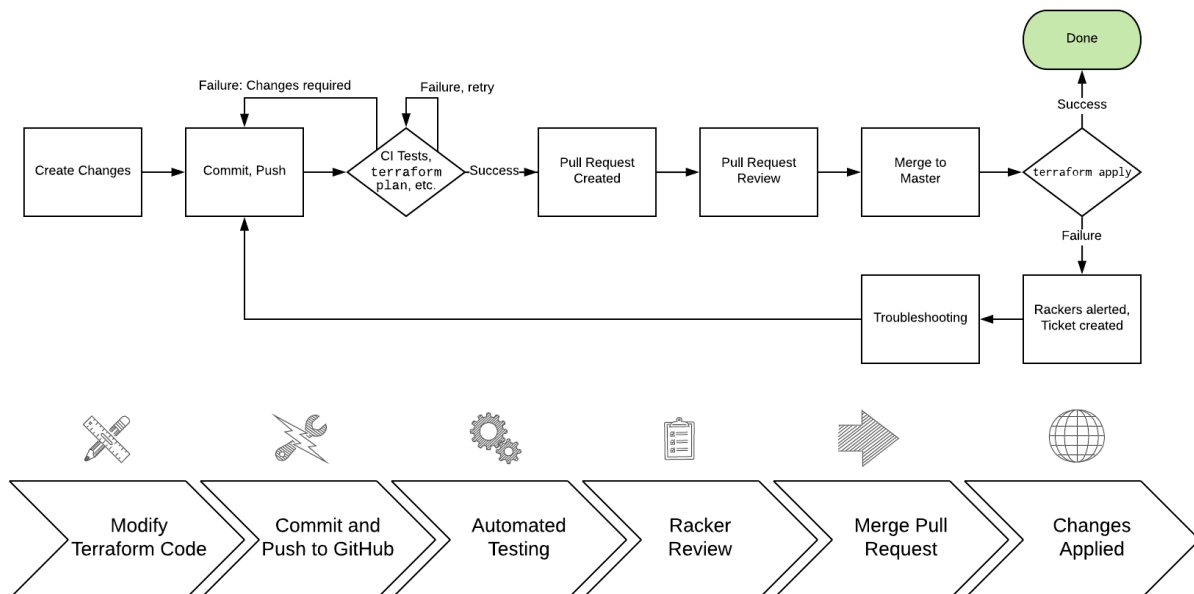 Done
Failure: Changes required
Failure, retry
Success
Create Changes
Commit, Push
CI Tests,
terraform
plan, etc.
Success
Pull Request
Created
Pull Request
Review
Merge to
Master
terraform apply
Failure
Troubleshooting
Rackers alerted,
Ticket created
Modify
Terraform Code
Commit and
Push to GitHub
Automated
Testing
Racker
Review
Merge Pull
Request
Changes
Applied